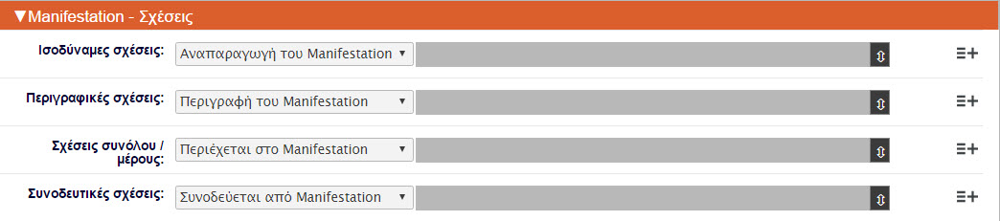 ▼Manifestation - Σχέσεις
Ισοδύναμες σχέσεις: Αναπαραγωγή του Manifestation
Περιγραφικές σχέσεις: Περιγραφή του Manifestation
Σχέσεις συνόλου /
μέρους: Περιέχεται στο Manifestation
Συνοδευτικές σχέσεις: Συνοδεύεται από Manifestation